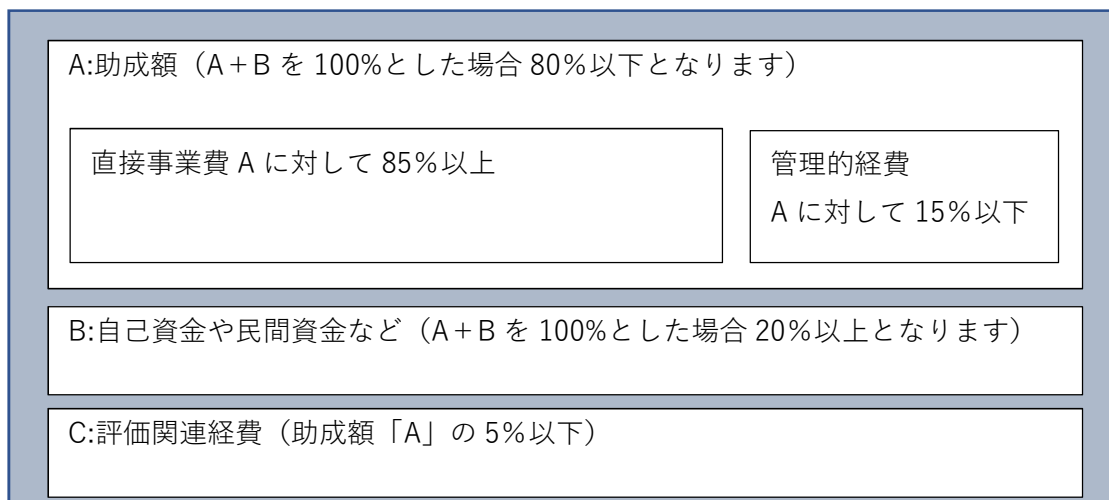 A:助成額（A＋B を 100%とした場合 80％以下となります）
直接事業費 A に対して 85％以上
管理的経費
A に対して 15％以下
B:自己資金や民間資金など（A＋B を 100%とした場合 20％以上となります）
C:評価関連経費（助成額「A」の 5％以下）